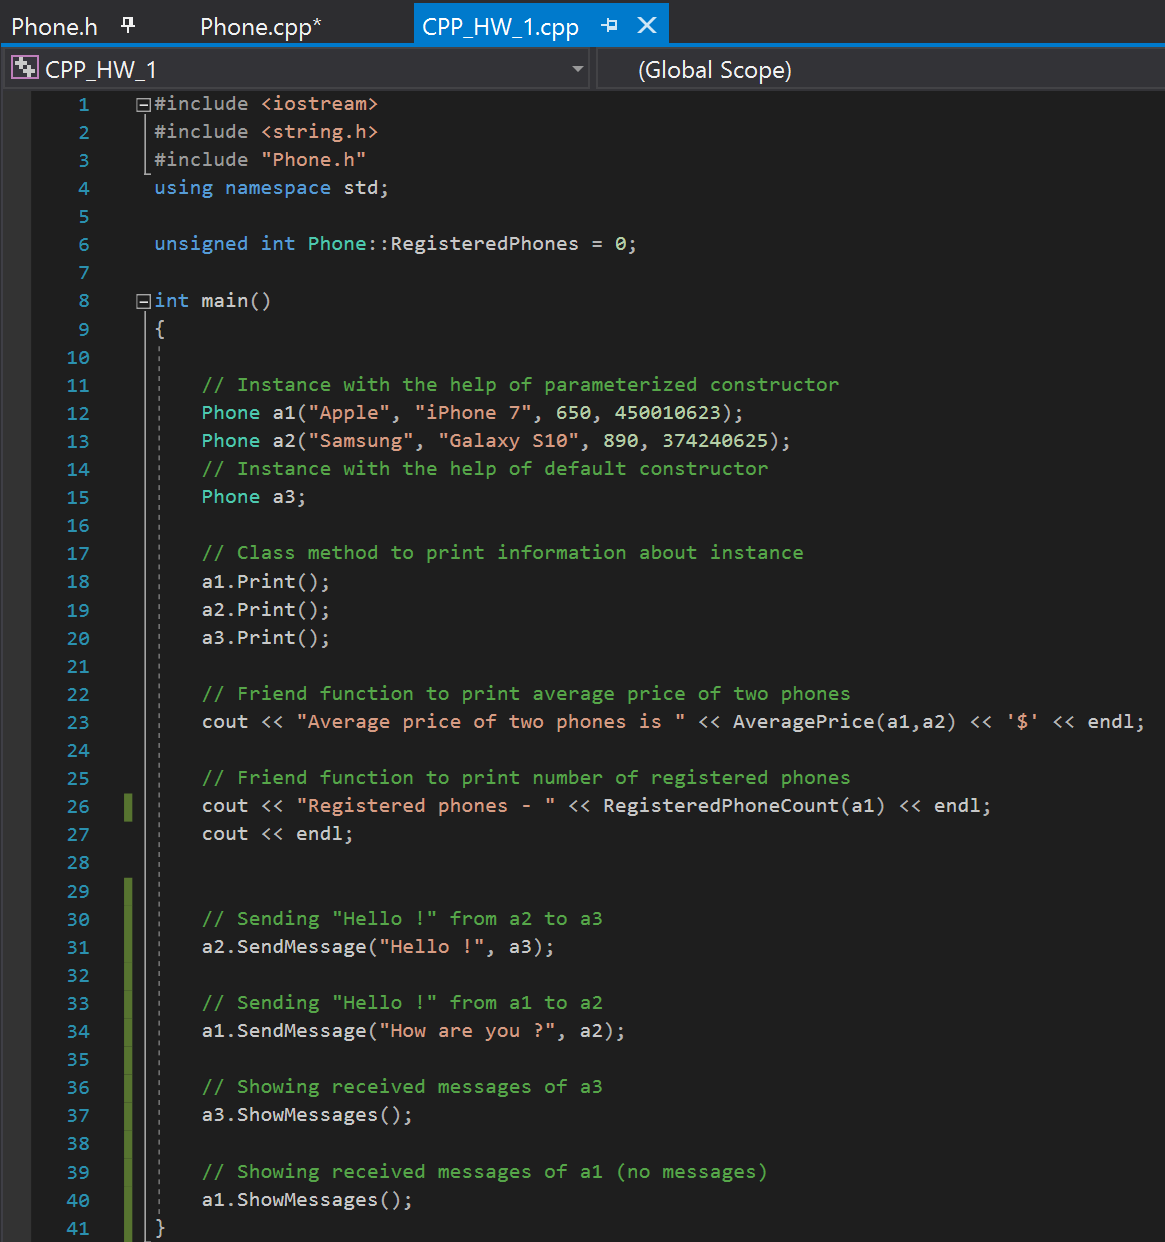 Phone.h Phone.cpp* CPP_HW_1.cpp
CPP_HW_1 (Global Scope)
1 #include <iostream>
2 #include <string.h>
3 #include "Phone.h"
4 using namespace std;
5
6 unsigned int Phone::RegisteredPhones = 0;
7
8 int main()
9 {
10
11 // Instance with the help of parameterized constructor
12 Phone a1("Apple", "iPhone 7", 650, 450010623);
13 Phone a2("Samsung", "Galaxy S10", 890, 374240625);
14 // Instance with the help of default constructor
15 Phone a3;
16
17 // Class method to print information about instance
18 a1.Print();
19 a2.Print();
20 a3.Print();
21
22 // Friend function to print average price of two phones
23 cout << "Average price of two phones is " << AveragePrice(a1,a2) << '$' << endl;
24
25 // Friend function to print number of registered phones
26 cout << "Registered phones - " << RegisteredPhoneCount(a1) << endl;
27 cout << endl;
28
29
30 // Sending "Hello !" from a2 to a3
31 a2.SendMessage("Hello !", a3);
32
33 // Sending "Hello !" from a1 to a2
34 a1.SendMessage("How are you ?", a2);
35
36 // Showing received messages of a3
37 a3.ShowMessages();
38
39 // Showing received messages of a1 (no messages)
40 a1.ShowMessages();
41 }